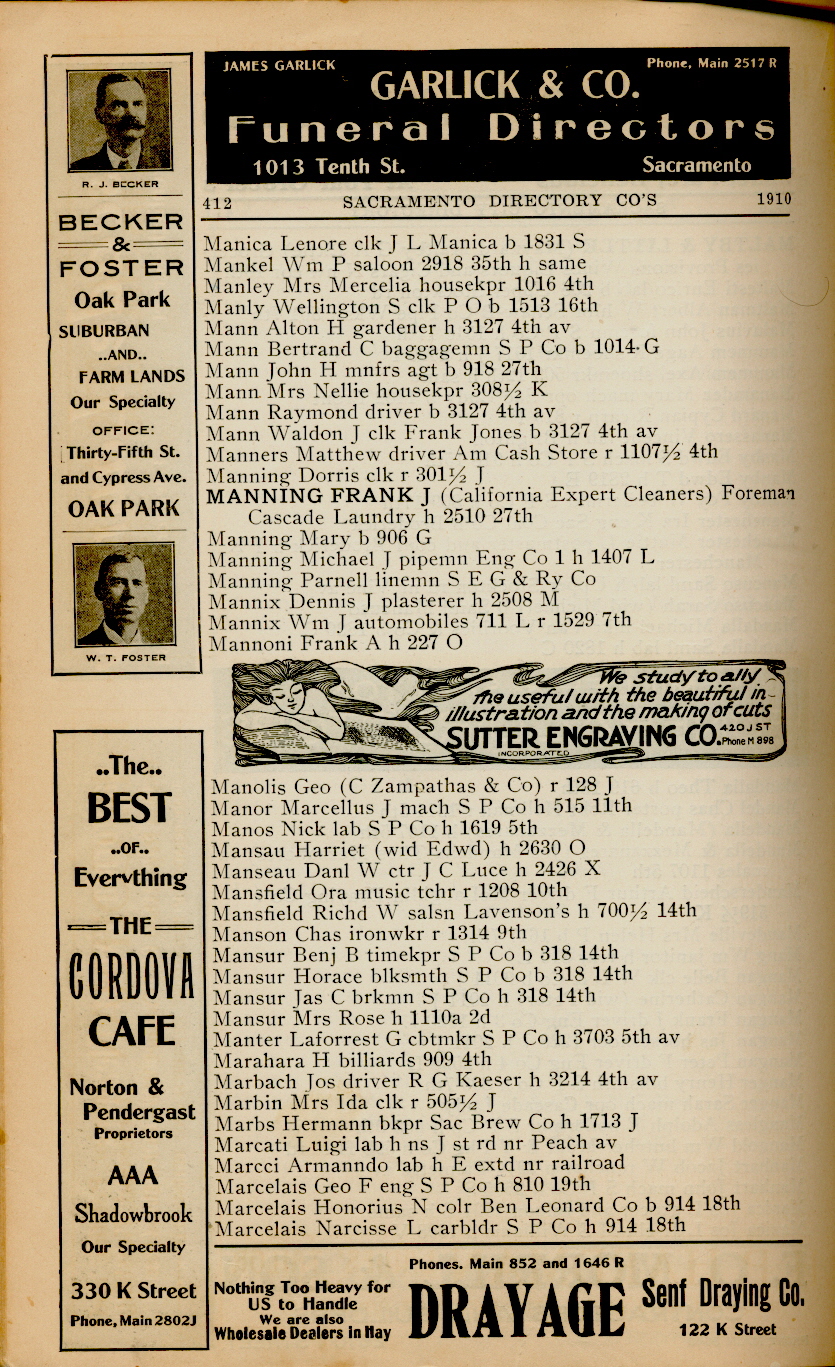 JAMES GARLICK
Phone, Main 2517 R
GARLICK & CO.
Funeral Directors
1013 Tenth St.
Sacramento
412 SACRAMENTO DIRECTORY CO'S 1910
R. J. BECKER
BECKER
&
FOSTER
Oak Park
SUBURBAN
..AND..
FARM LANDS
Our Specialty
OFFICE:
Thirty-Fifth St.
and Cypress Ave.
OAK PARK
W. T. FOSTER
Manica Lenore clk J L Manica b 1831 S
Mankel Wm P saloon 2918 35th h same
Manley Mrs Mercelia housekpr 1016 4th
Manly Wellington S clk P O b 1513 16th
Mann Alton H gardener h 3127 4th av
Mann Bertrand C baggagemn S P Co b 1014 G
Mann John H mnfrs agt b 918 27th
Mann Mrs Nellie housekpr 308½ K
Mann Raymond driver b 3127 4th av
Mann Waldon J clk Frank Jones b 3127 4th av
Manners Matthew driver Am Cash Store r 1107½ 4th
Manning Dorris clk r 301½ J
MANNING FRANK J (California Expert Cleaners) Foreman
Cascade Laundry h 2510 27th
Manning Mary b 906 G
Manning Michael J pipemn Eng Co 1 h 1407 L
Manning Parnell linemn S E G & Ry Co
Mannix Dennis J plasterer h 2508 M
Mannix Wm J automobiles 711 L r 1529 7th
Mannoni Frank A h 227 O
We study to ally
the useful with the beautiful in
illustration and the making of cuts
SUTTER ENGRAVING CO. 420 J ST
INCORPORATED
Phone M 898
Manolis Geo (C Zampathas & Co) r 128 J
Manor Marcellus J mach S P Co h 515 11th
Manos Nick lab S P Co h 1619 5th
Mansau Harriet (wid Edwd) h 2630 O
Manseau Danl W ctr J C Luce h 2426 X
Mansfield Ora music tchr r 1208 10th
Mansfield Richd W salsn Lavenson's h 700½ 14th
Manson Chas ironwkr r 1314 9th
Mansur Benj B timekpr S P Co b 318 14th
Mansur Horace blksmth S P Co b 318 14th
Mansur Jas C brkmn S P Co h 318 14th
Mansur Mrs Rose h 1110a 2d
Manter Laforrest G cbtmkr S P Co h 3703 5th av
Marahara H billiards 909 4th
Marbach Jos driver R G Kaeser h 3214 4th av
Marbin Mrs Ida clk r 505½ J
Marbs Hermann bkpr Sac Brew Co h 1713 J
Marcati Luigi lab h ns J st rd nr Peach av
Marcci Armanndo lab h E extd nr railroad
Marcelais Geo F eng S P Co h 810 19th
Marcelais Honorius N colr Ben Leonard Co b 914 18th
Marcelais Narcisse L carbldr S P Co h 914 18th
..The..
BEST
..OF..
Everything
THE
CORDOVA
CAFE
Norton &
Pendergast
Proprietors
AAA
Shadowbrook
Our Specialty
330 K Street
Phone, Main 2802J
Nothing Too Heavy for
US to Handle
We are also
Wholesale Dealers in Hay
Phones. Main 852 and 1646 R
DRAYAGE
Senf Draying Co.
122 K Street